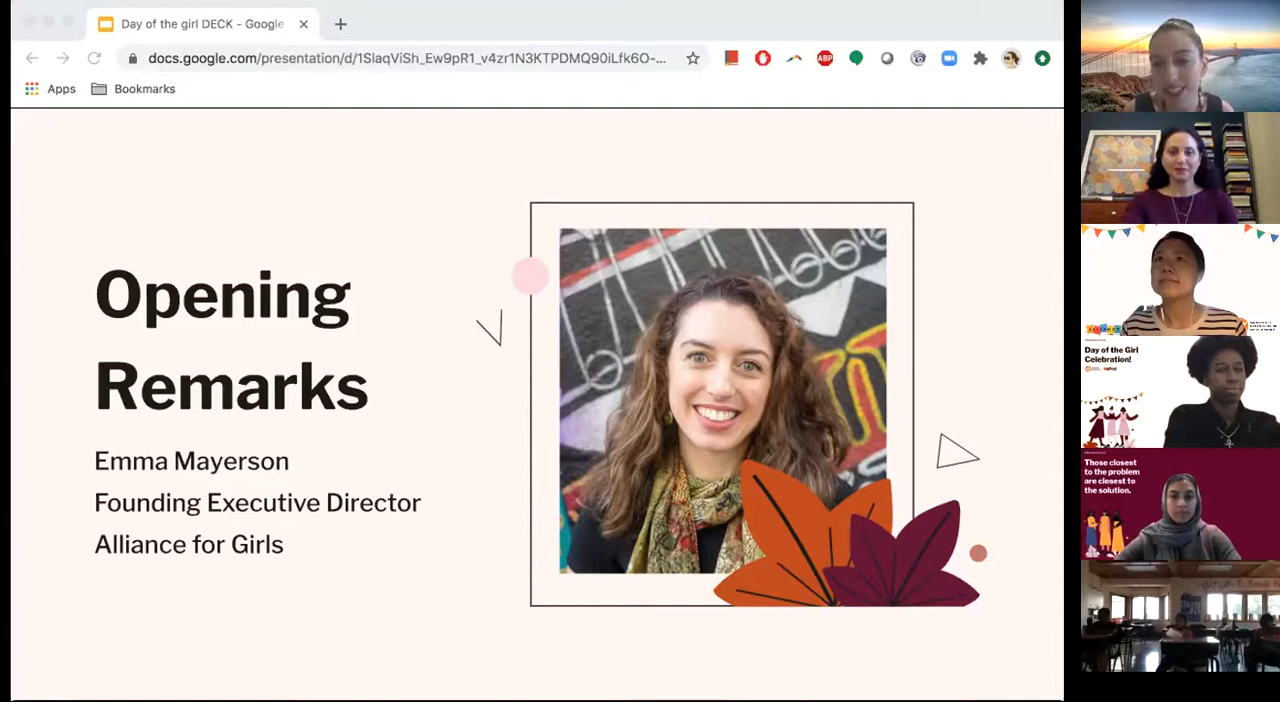 Day of the girl DECK - Google
docs.google.com/presentation/d/1SlaqViSh_Ew9pR1_v4zr1N3KTPDMQ90iLfk6O-...
ABP
Apps
Bookmarks
Opening
Remarks
Emma Mayerson
Founding Executive Director
Alliance for Girls
ALLIANCE
Day of the Girl
Celebration!
Those closest
to the problem
are closest to
the solution.